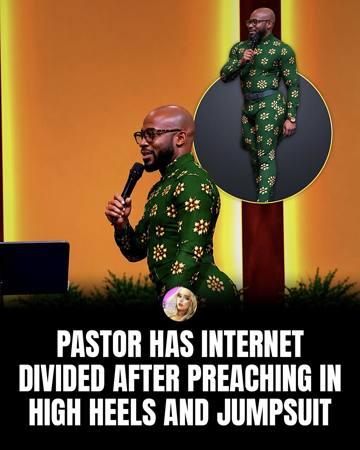 PASTOR HAS INTERNET
DIVIDED AFTER PREACHING IN
HIGH HEELS AND JUMPSUIT